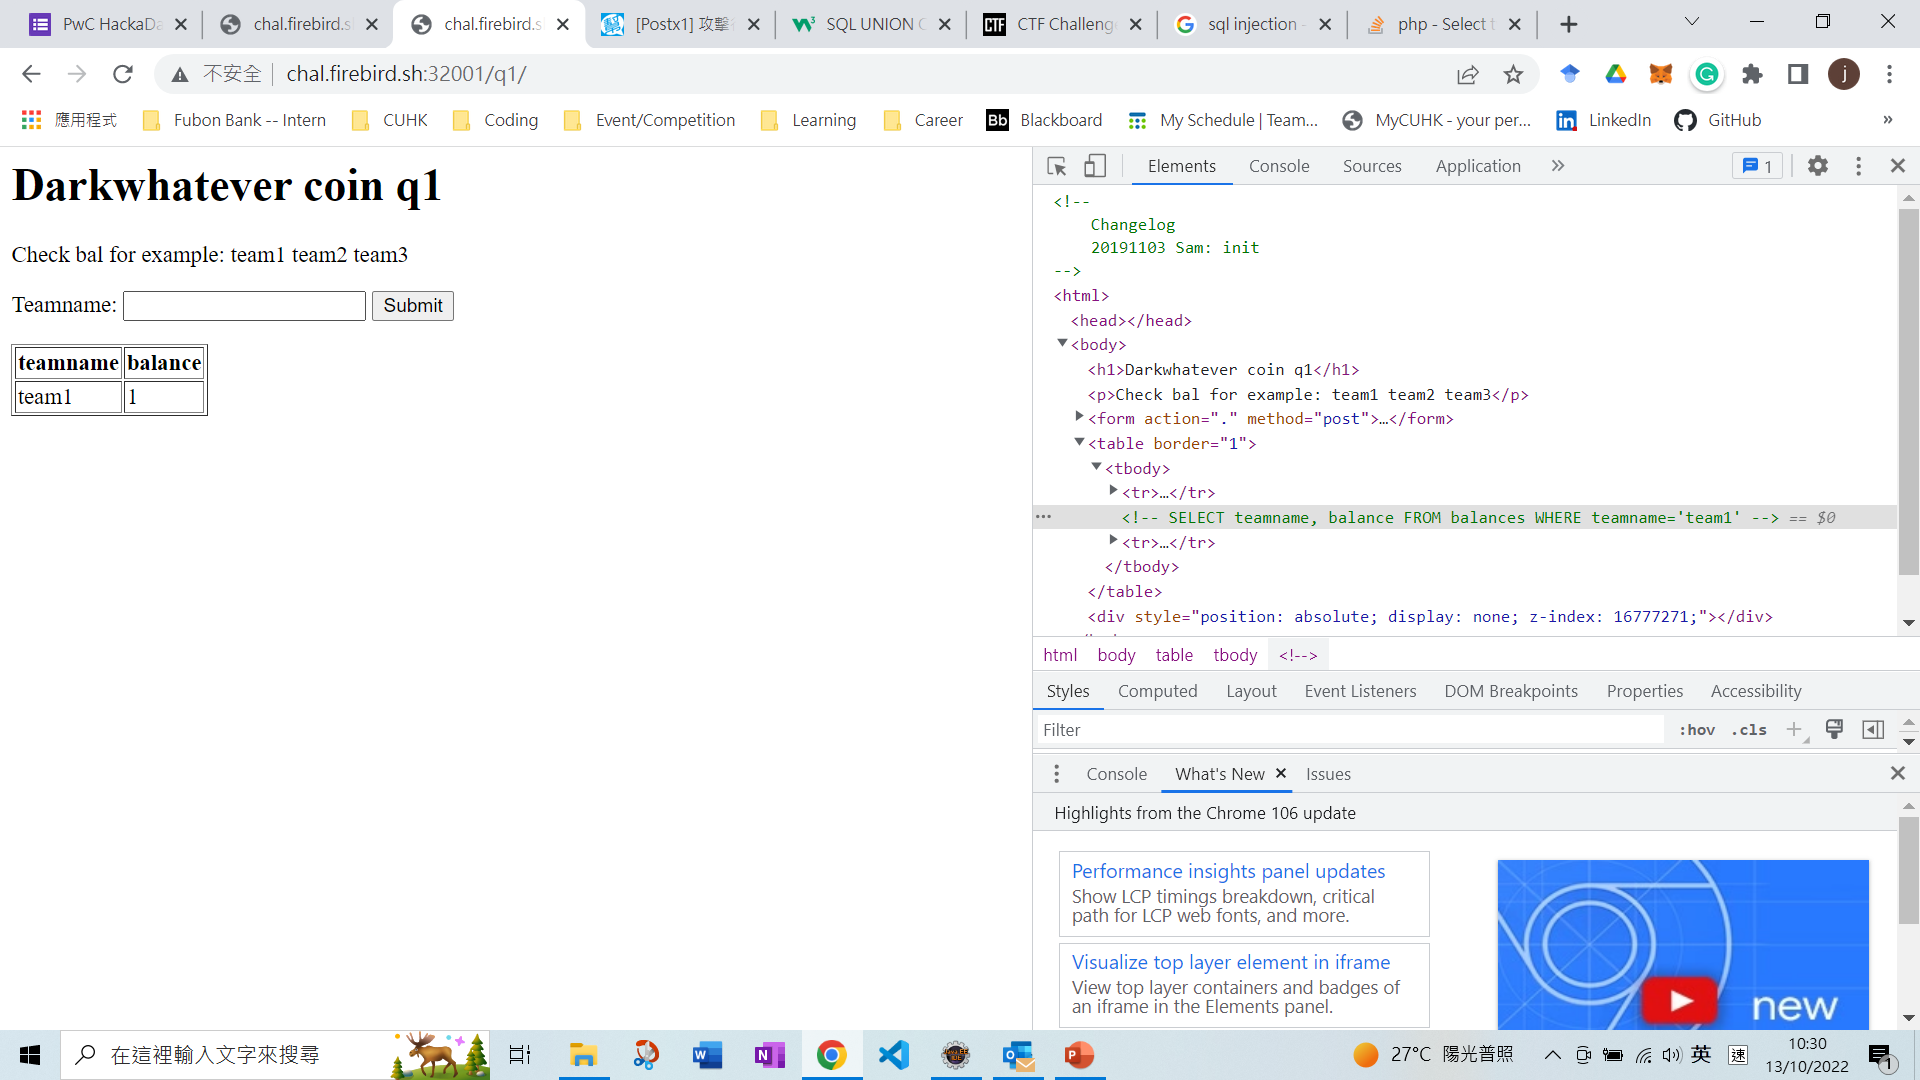 PwC HackaDa
chal.firebird.s
chal.firebird.s
[Postx1] 攻擊
SQL UNION O
CTF Challenge
sql injection -
php - Select t
不安全
chal.firebird.sh:32001/q1/
j
應用程式
Fubon Bank -- Intern
CUHK
Coding
Event/Competition
Learning
Career
Bb
Blackboard
My Schedule | Team...
MyCUHK - your per...
LinkedIn
GitHub
»
Darkwhatever coin q1
Check bal for example: team1 team2 team3
Teamname:
Submit
teamname balance
team1 1
Elements
Console
Sources
Application
»
1
<!--
Changelog
20191103 Sam: init
-->
<html>
<head></head>
<body>
<h1>Darkwhatever coin q1</h1>
<p>Check bal for example: team1 team2 team3</p>
<form action="." method="post">…</form>
<table border="1">
<tbody>
<tr>…</tr>
<!-- SELECT teamname, balance FROM balances WHERE teamname='team1' --> == $0
<tr>…</tr>
</tbody>
</table>
<div style="position: absolute; display: none; z-index: 16777271;"></div>
html body table tbody <!-->
Styles Computed Layout Event Listeners DOM Breakpoints Properties Accessibility
Filter
:hov .cls
Console What's New Issues
Highlights from the Chrome 106 update
Performance insights panel updates
Show LCP timings breakdown, critical
path for LCP web fonts, and more.
Visualize top layer element in iframe
View top layer containers and badges of
an iframe in the Elements panel.
new
在這裡輸入文字來搜尋
27°C 陽光普照
英
速
10:30
13/10/2022
1